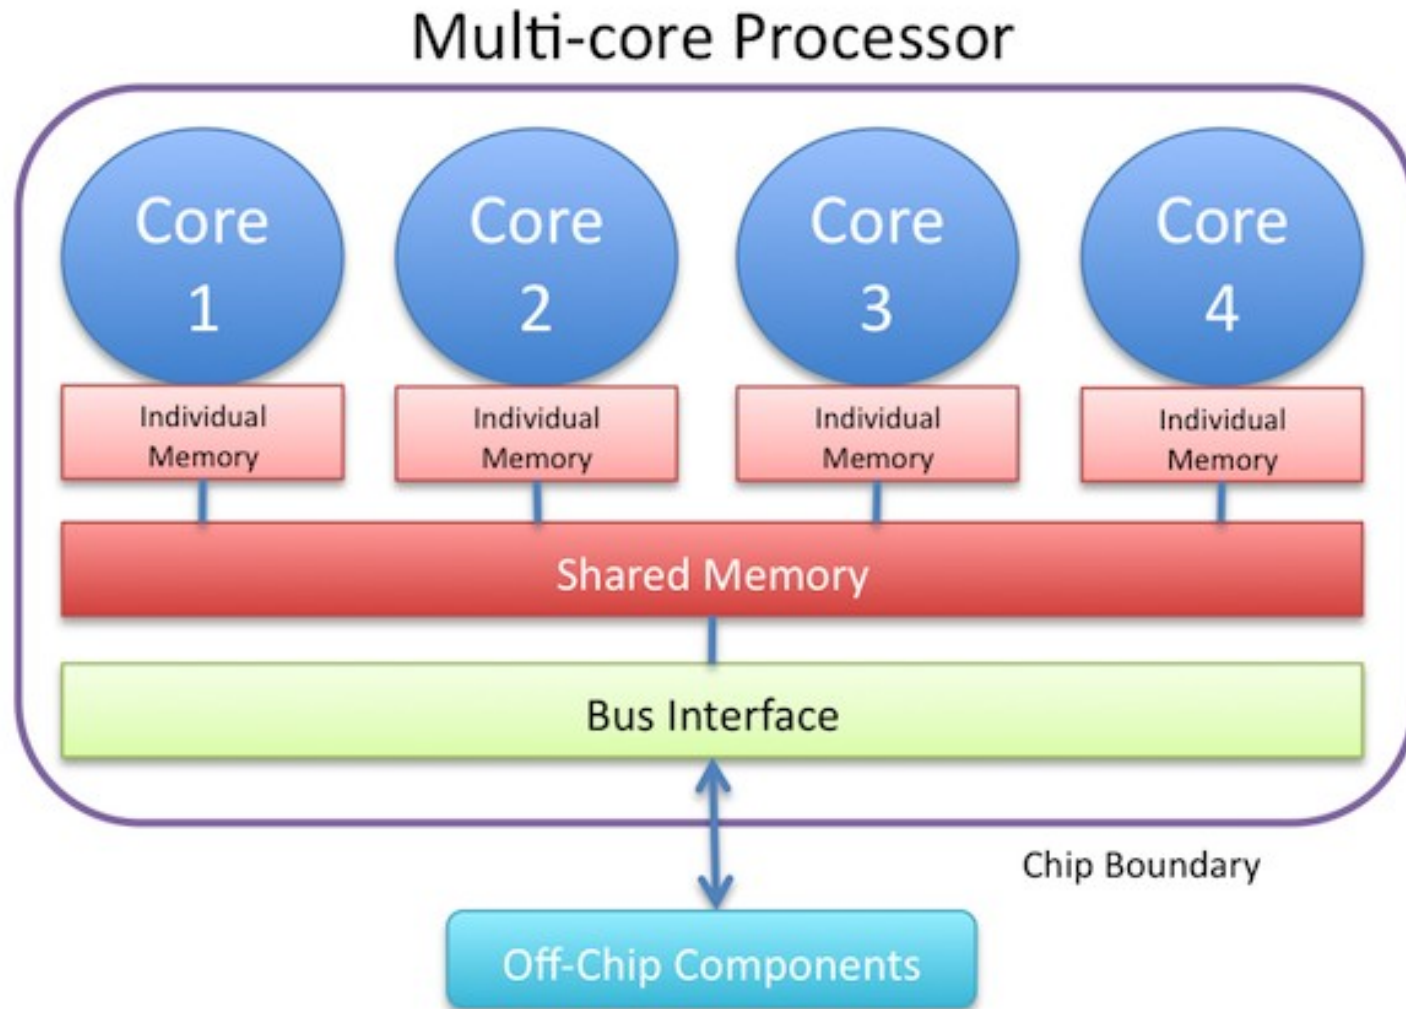 Multi-core Processor
Core
1
Core
2
Core
3
Core
4
Individual
Memory
Individual
Memory
Individual
Memory
Individual
Memory
Shared Memory
Bus Interface
Chip Boundary
Off-Chip Components